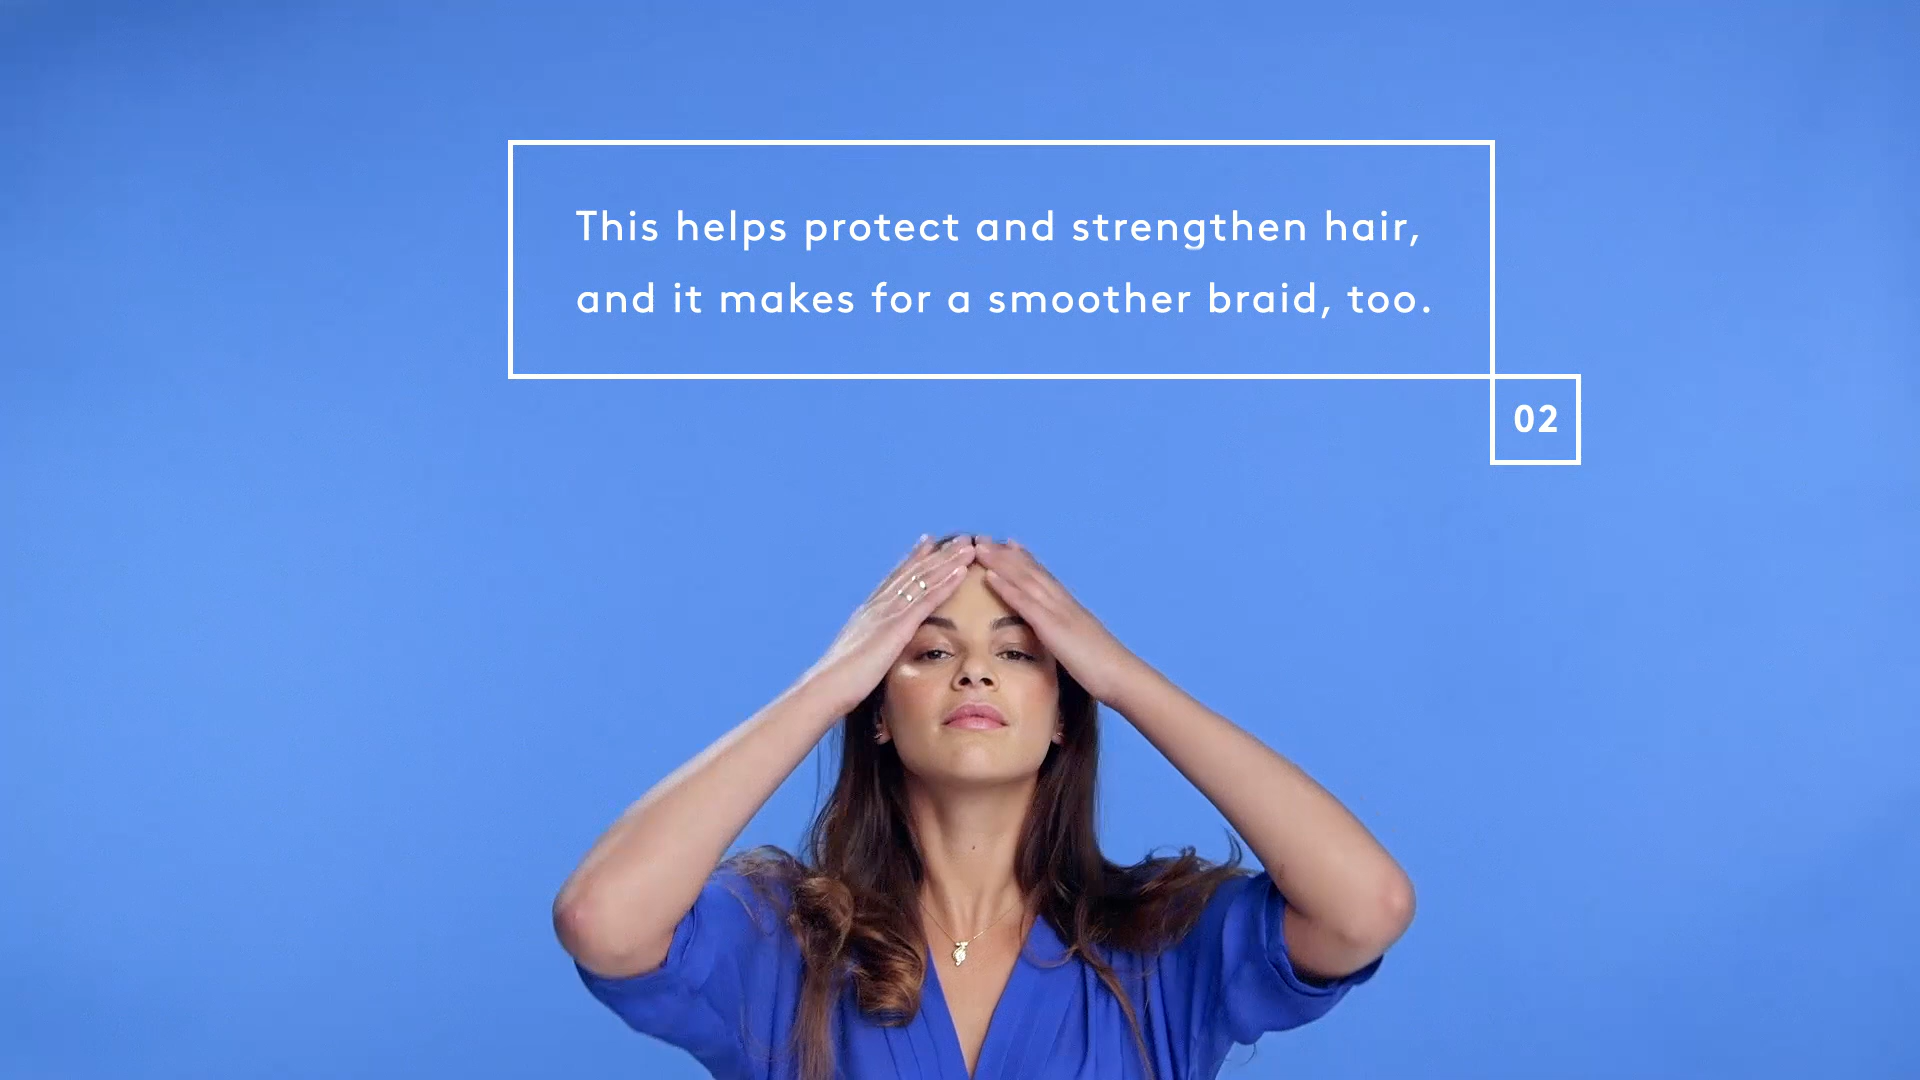 This helps protect and strengthen hair,
and it makes for a smoother braid, too.
02